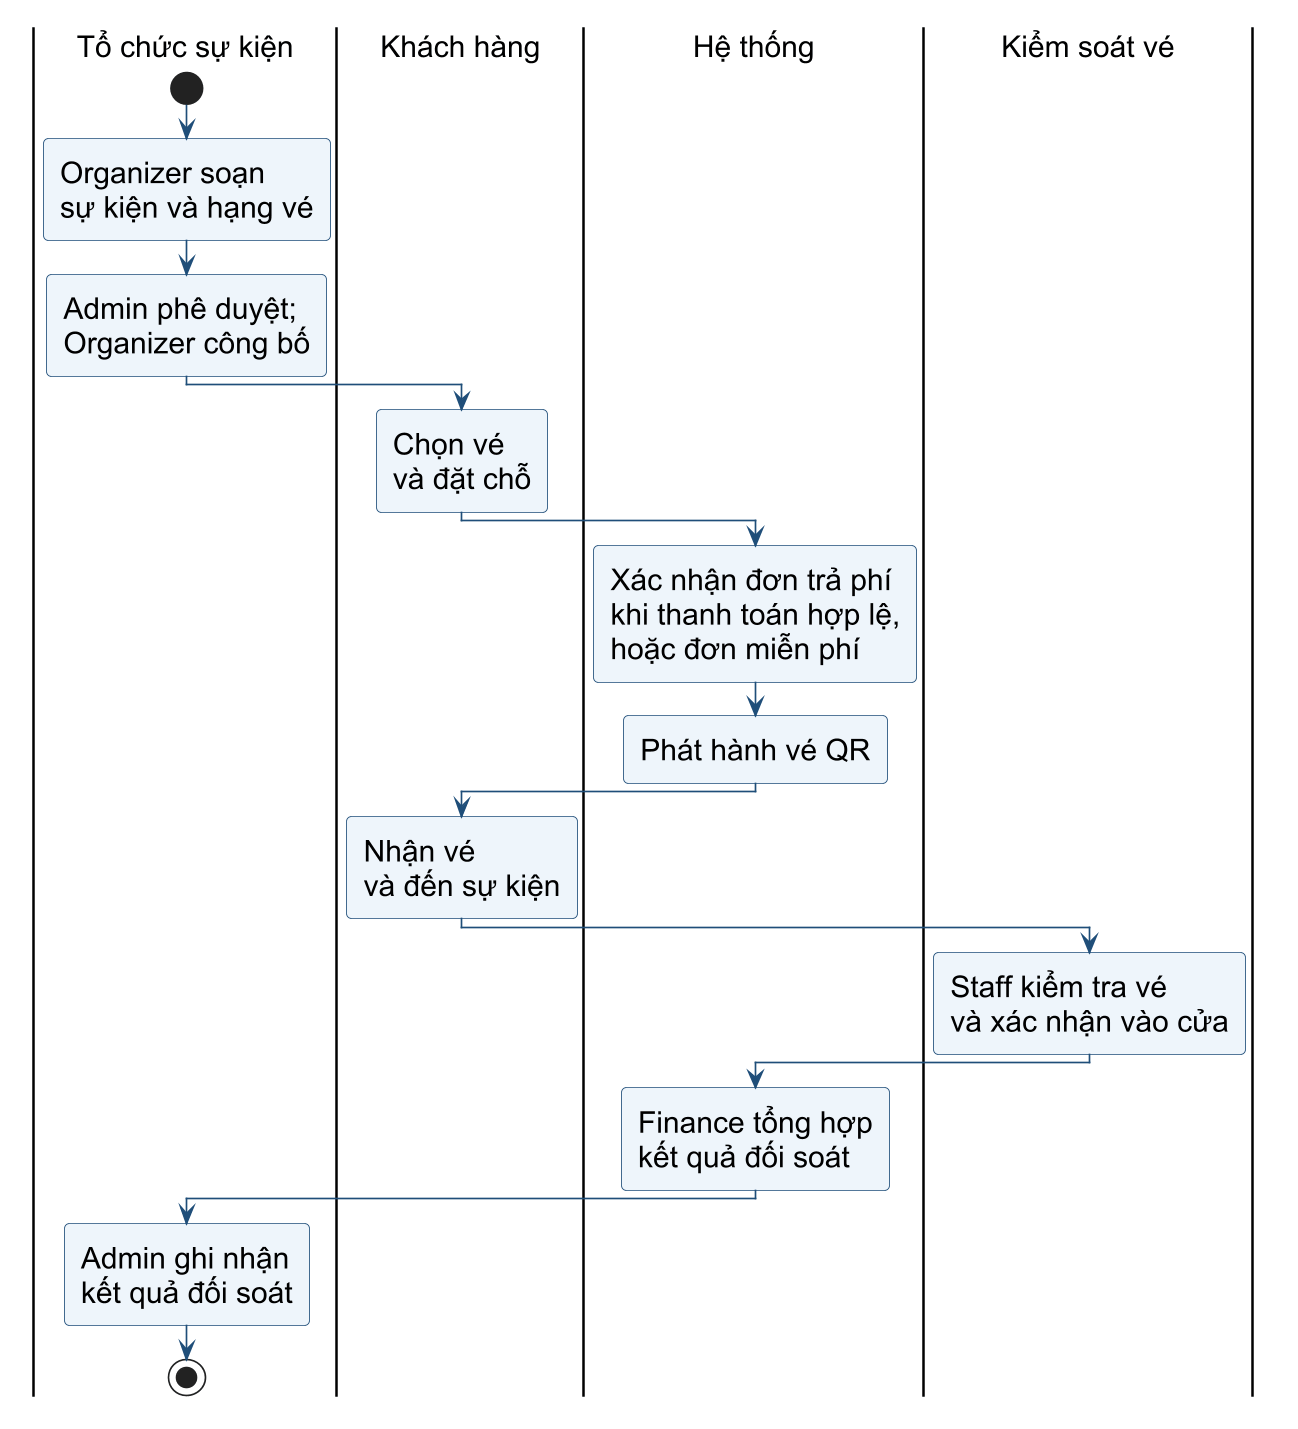 Tổ chức sự kiện
Khách hàng
Hệ thống
Kiểm soát vé
Organizer soạn
sự kiện và hạng vé
Admin phê duyệt;
Organizer công bố
Chọn vé
và đặt chỗ
Xác nhận đơn trả phí
khi thanh toán hợp lệ,
hoặc đơn miễn phí
Phát hành vé QR
Nhận vé
và đến sự kiện
Staff kiểm tra vé
và xác nhận vào cửa
Finance tổng hợp
kết quả đối soát
Admin ghi nhận
kết quả đối soát